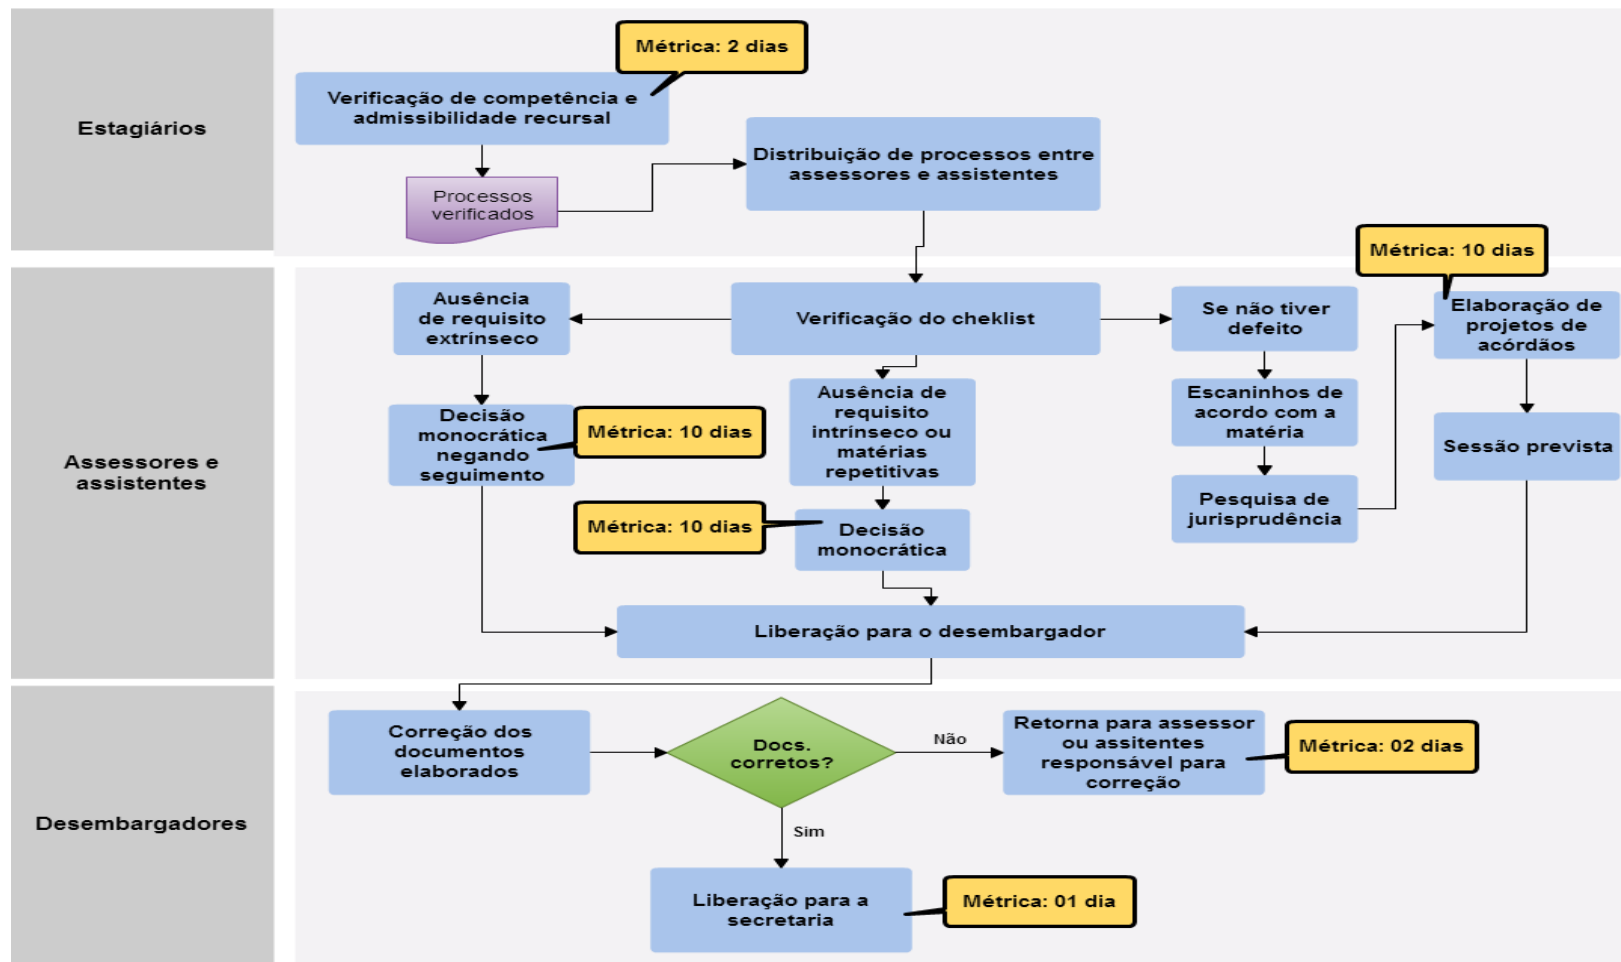 Estagiários
Métrica: 2 dias
Verificação de competência e
admissibilidade recursal
Processos
verificados
Distribuição de processos entre
assessores e assistentes
Assessores e
assistentes
Métrica: 10 dias
Ausência
de requisito
extrínseco
Verificação do cheklist
Se não tiver
defeito
Elaboração de
projetos de
acórdãos
Decisão
monocrática
negando
seguimento
Métrica: 10 dias
Ausência de
requisito
intrínseco ou
matérias
repetitivas
Escaninhos de
acordo com a
matéria
Sessão prevista
Métrica: 10 dias
Decisão
monocrática
Pesquisa de
jurisprudência
Liberação para o desembargador
Desembargadores
Correção dos
documentos
elaborados
Docs.
corretos?
Não
Retorna para assessor
ou assitentes
responsável para
correção
Métrica: 02 dias
Sim
Liberação para a
secretaria
Métrica: 01 dia